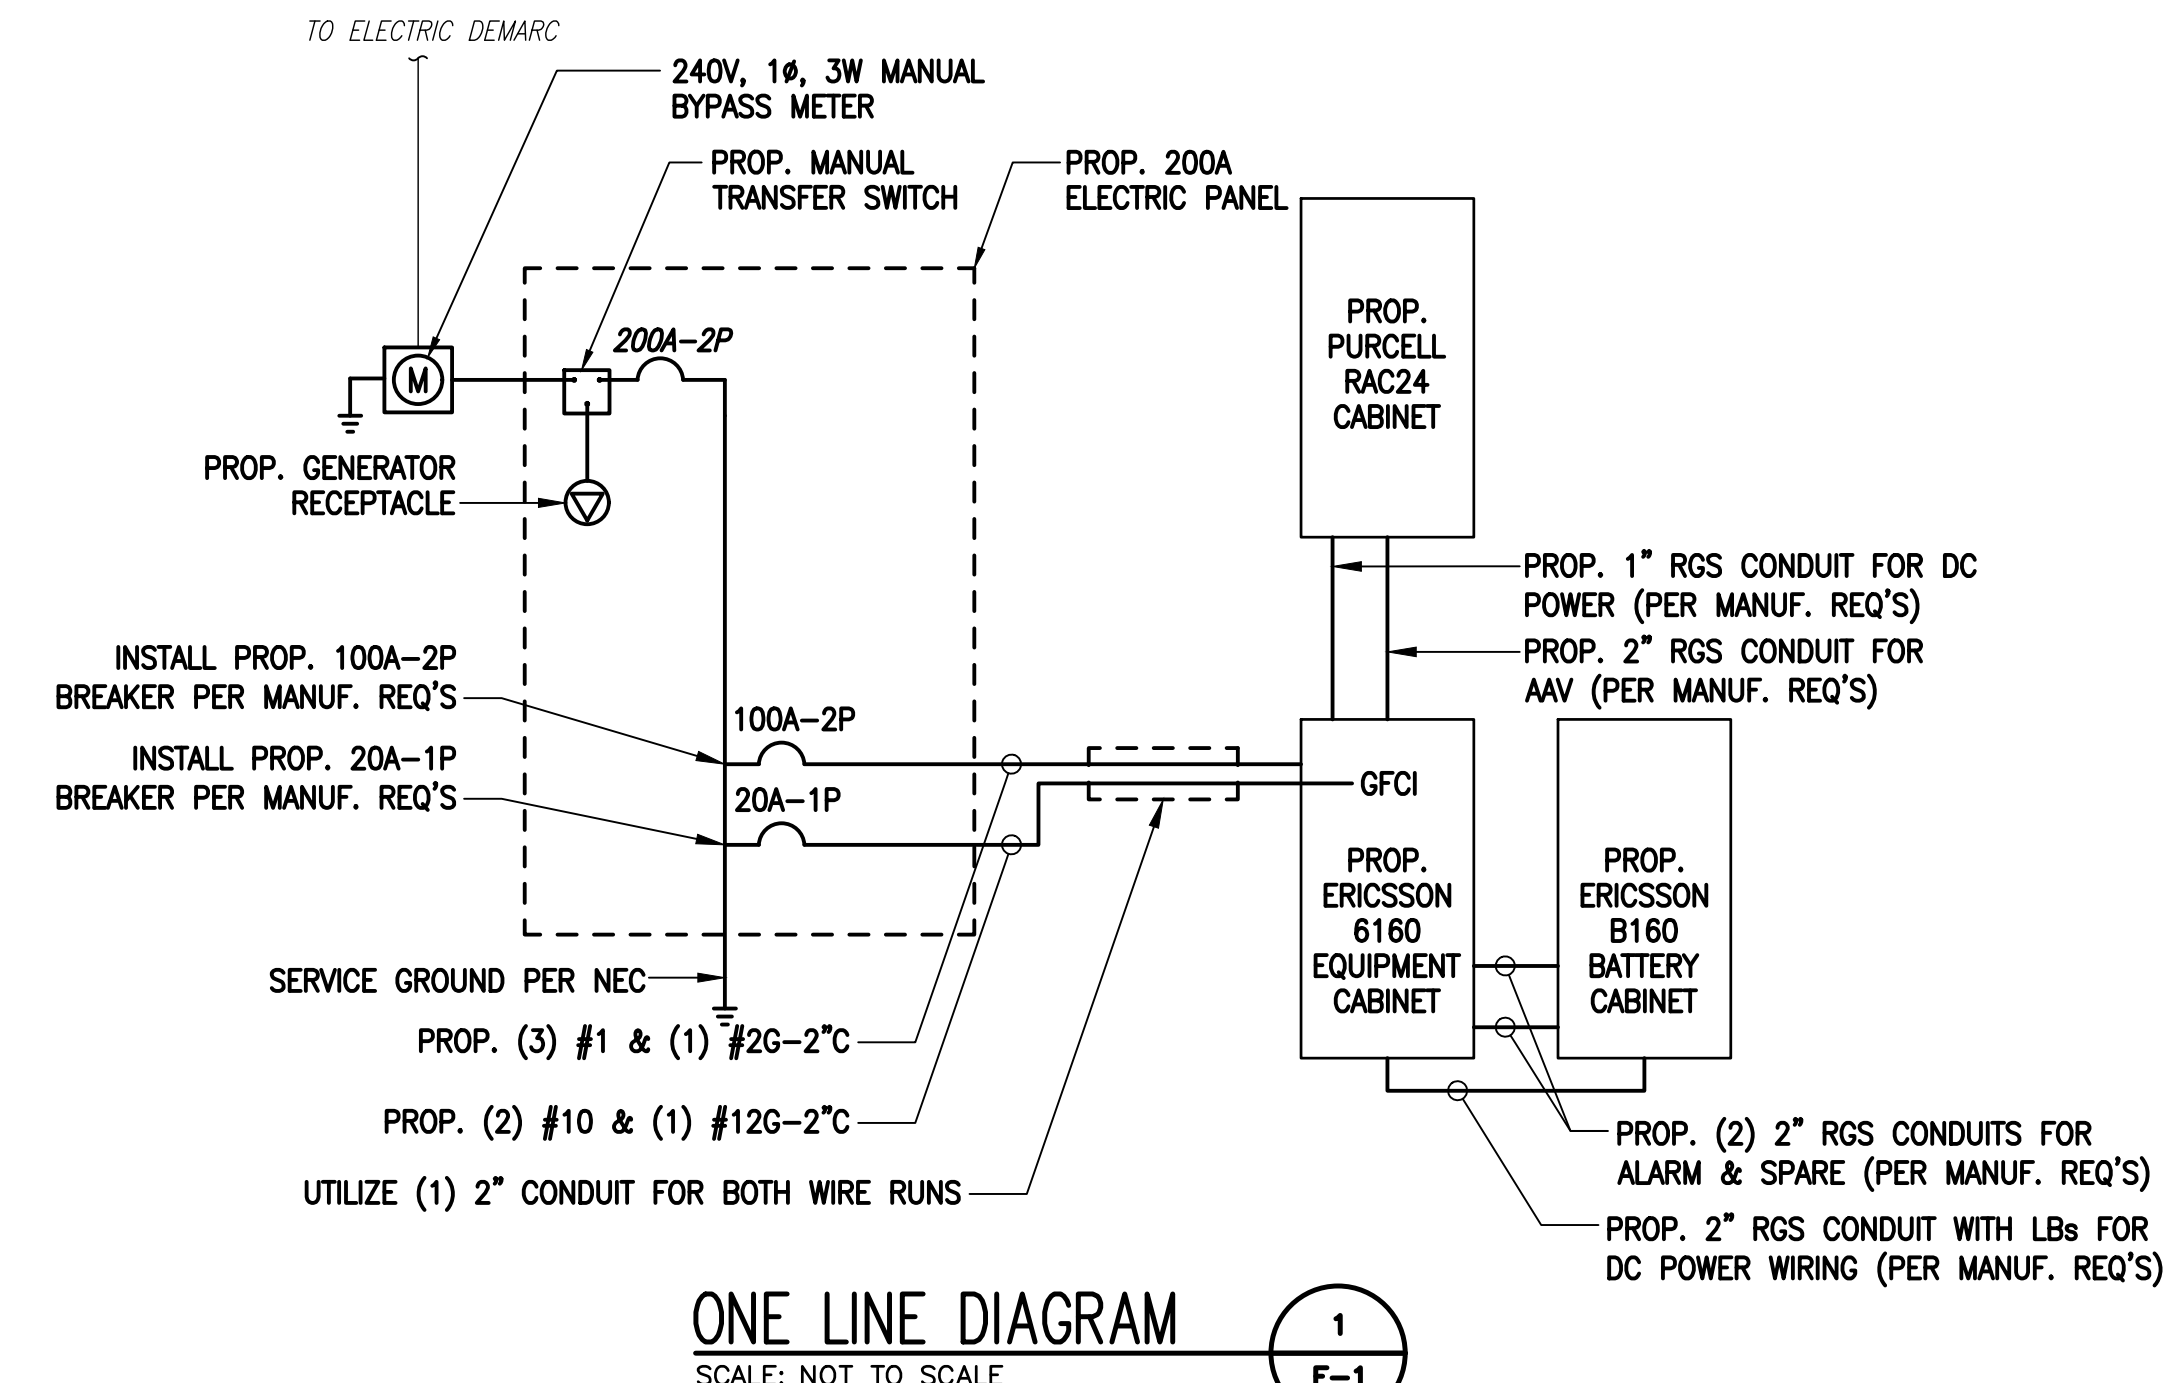 TO ELECTRIC DEMARC
240V, 1ø, 3W MANUAL
BYPASS METER
PROP. MANUAL
TRANSFER SWITCH
PROP. 200A
ELECTRIC PANEL
200A-2P
M
PROP. GENERATOR
RECEPTACLE
PROP.
PURCELL
RAC24
CABINET
PROP. 1" RGS CONDUIT FOR DC
POWER (PER MANUF. REQ'S)
PROP. 2" RGS CONDUIT FOR
AAV (PER MANUF. REQ'S)
INSTALL PROP. 100A-2P
BREAKER PER MANUF. REQ'S
INSTALL PROP. 20A-1P
BREAKER PER MANUF. REQ'S
100A-2P
20A-1P
GFCI
PROP.
ERICSSON
6160
EQUIPMENT
CABINET
PROP.
ERICSSON
B160
BATTERY
CABINET
SERVICE GROUND PER NEC
PROP. (3) #1 & (1) #2G-2"C
PROP. (2) #10 & (1) #12G-2"C
UTILIZE (1) 2" CONDUIT FOR BOTH WIRE RUNS
PROP. (2) 2" RGS CONDUITS FOR
ALARM & SPARE (PER MANUF. REQ'S)
PROP. 2" RGS CONDUIT WITH LBs FOR
DC POWER WIRING (PER MANUF. REQ'S)
ONE LINE DIAGRAM
SCALE: NOT TO SCALE
1
E-1